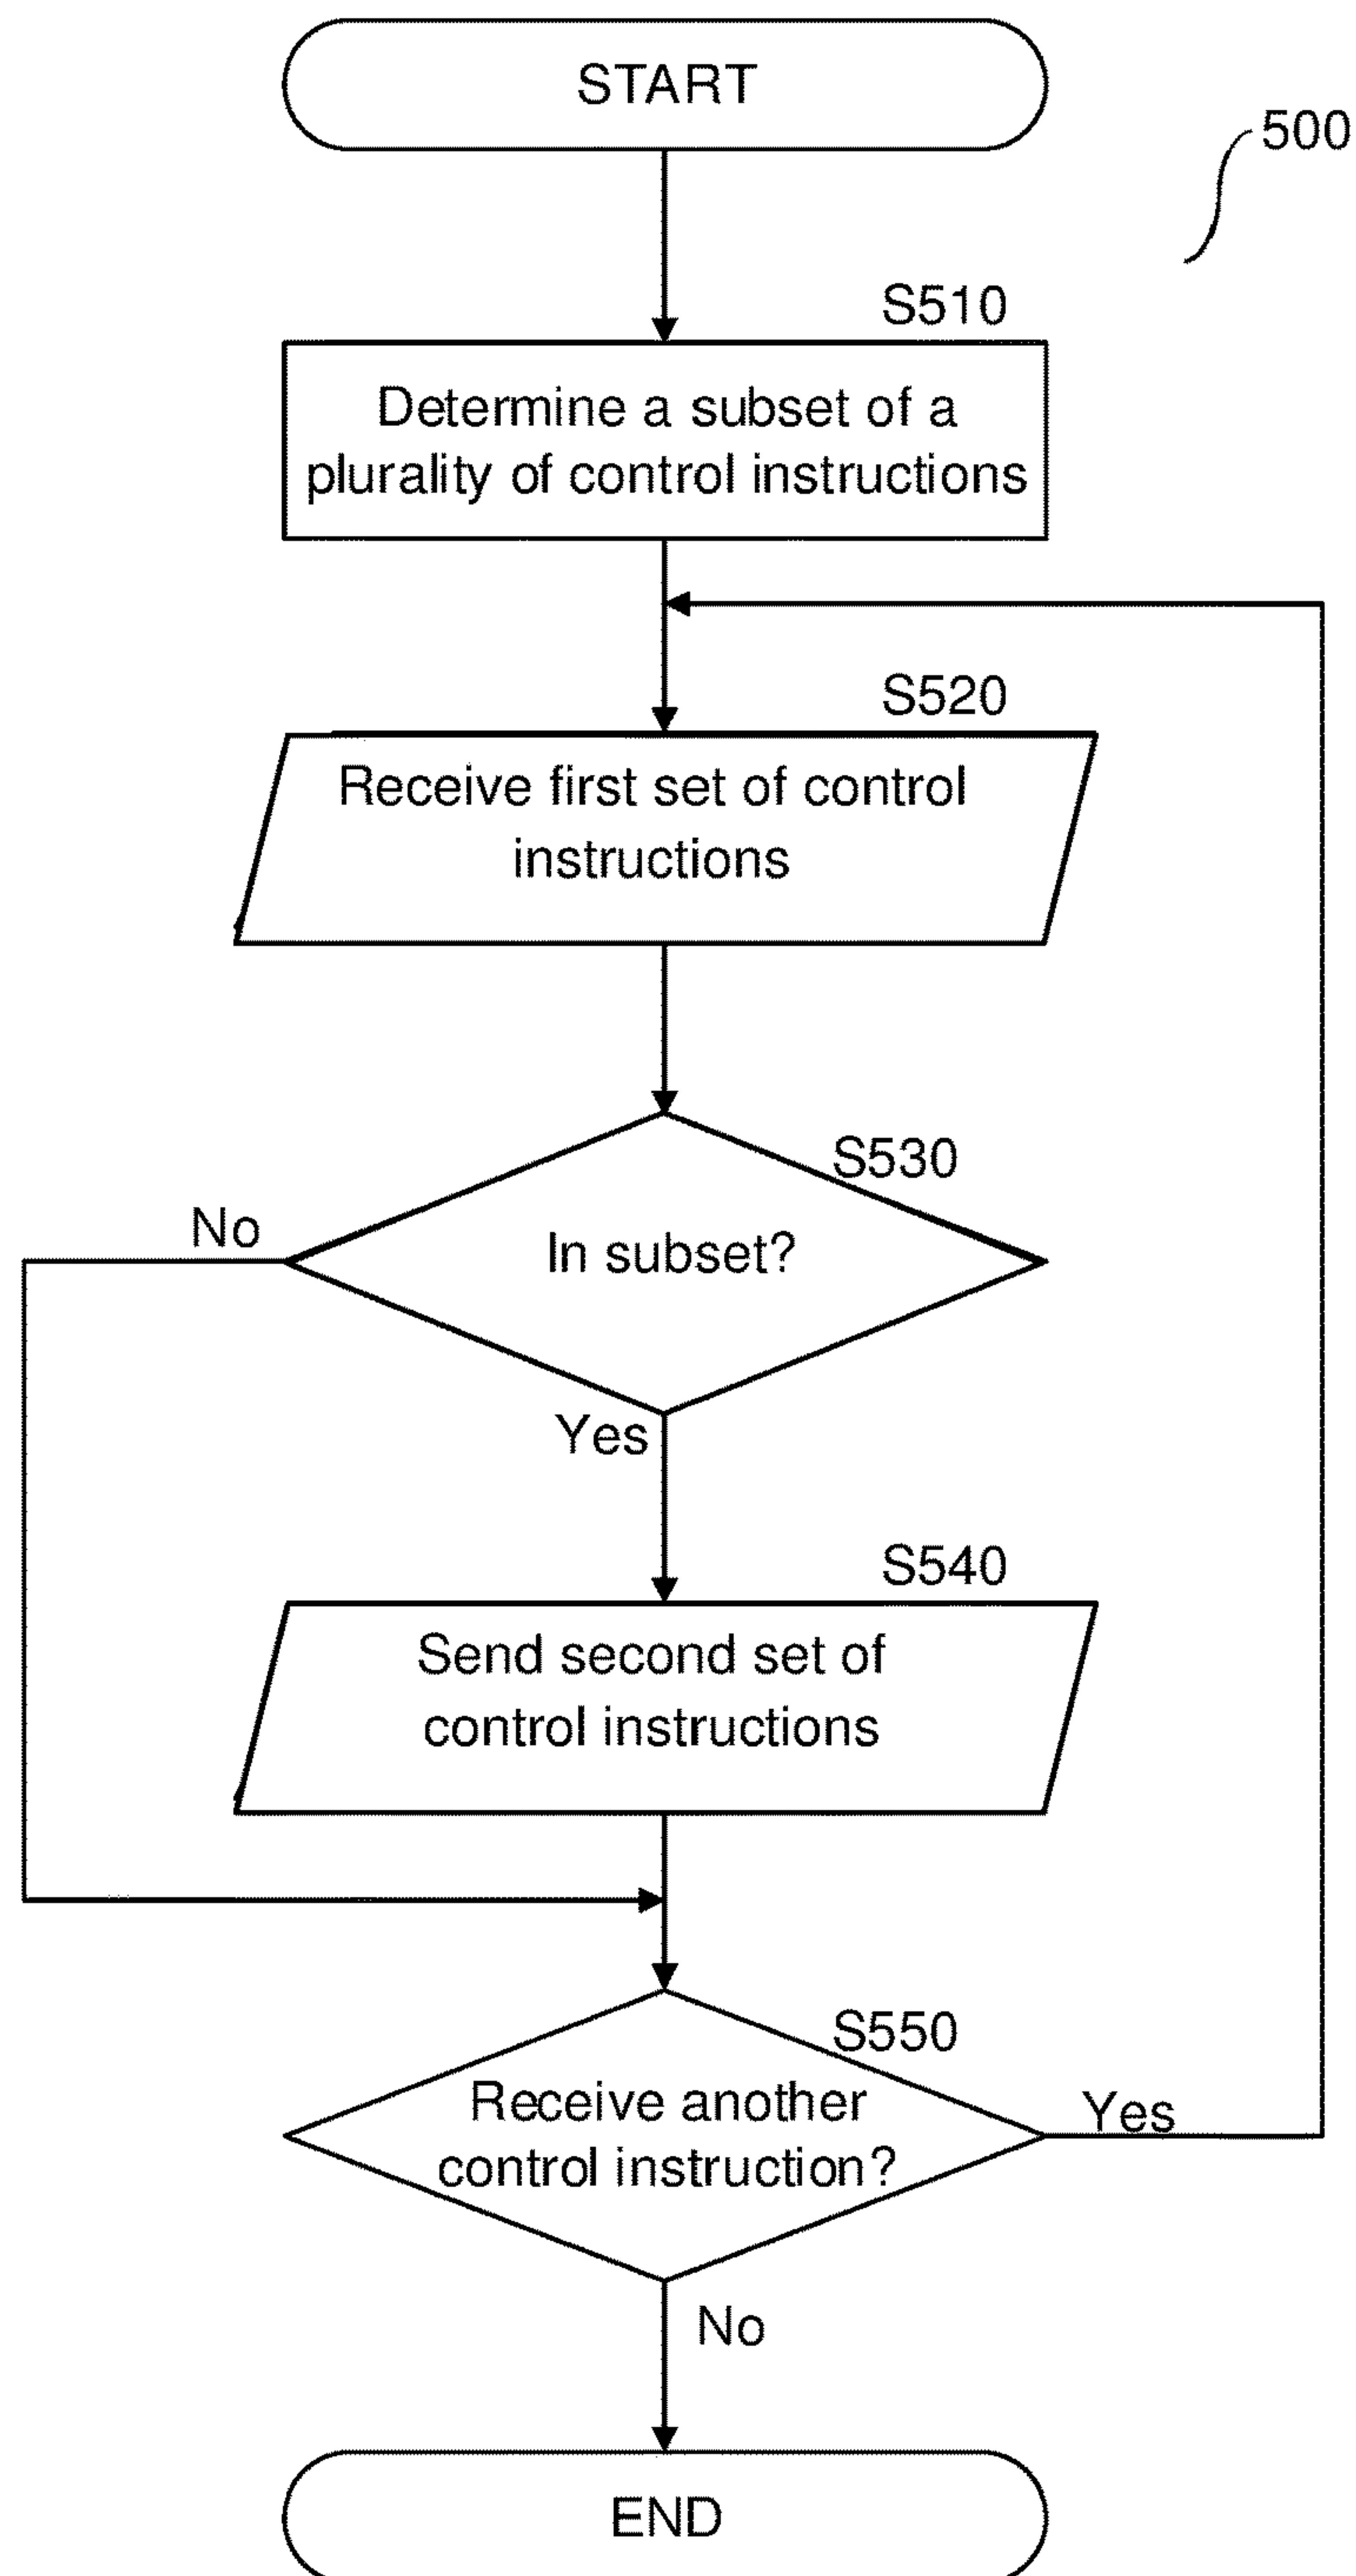 START
500
S510
Determine a subset of a
plurality of control instructions
S520
Receive first set of control
instructions
S530
No
In subset?
Yes
S540
Send second set of
control instructions
S550
Receive another
control instruction?
Yes
No
END